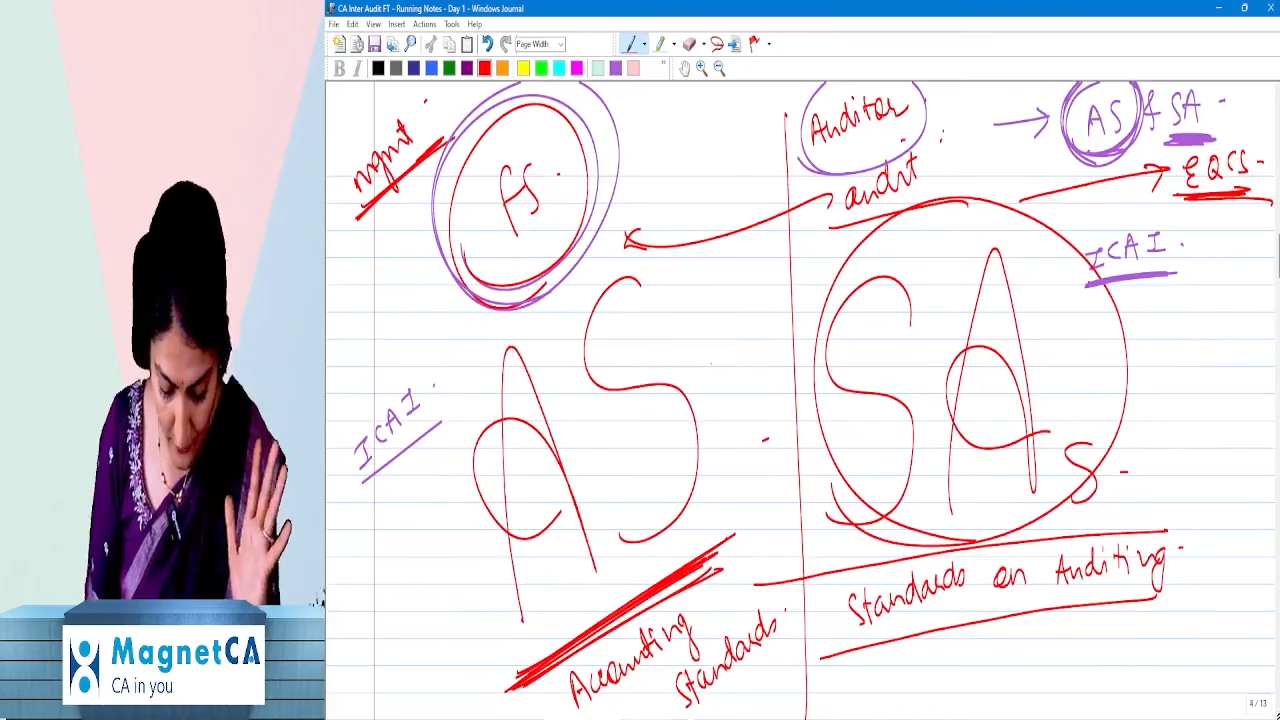 CA Inter Audit FT - Running Notes - Day 1 - Windows Journal
File Edit View Insert Actions Tools Help
Page Width
B I
mgmt
FS
Auditor
audit :
AS & SA
EQCS
ICAI
AS
SAs
ICAI
Accounting
Standards
Standards on Auditing
MagnetCA
CA in you
4 / 13